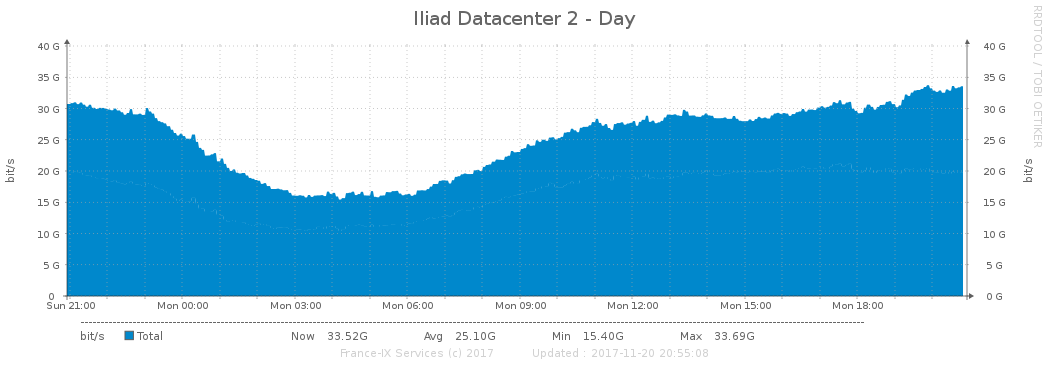 Iliad Datacenter 2 - Day
RRDTOOL / TOBI OETIKER
bit/s
40 G 40 G
35 G 35 G
30 G 30 G
25 G 25 G
20 G 20 G
15 G 15 G
10 G 10 G
5 G 5 G
0 0 G
bit/s
Sun 21:00 Mon 00:00 Mon 03:00 Mon 06:00 Mon 09:00 Mon 12:00 Mon 15:00 Mon 18:00
bit/s Total Now 33.52G Avg 25.10G Min 15.40G Max 33.69G
France-IX Services (c) 2017 Updated : 2017-11-20 20:55:08